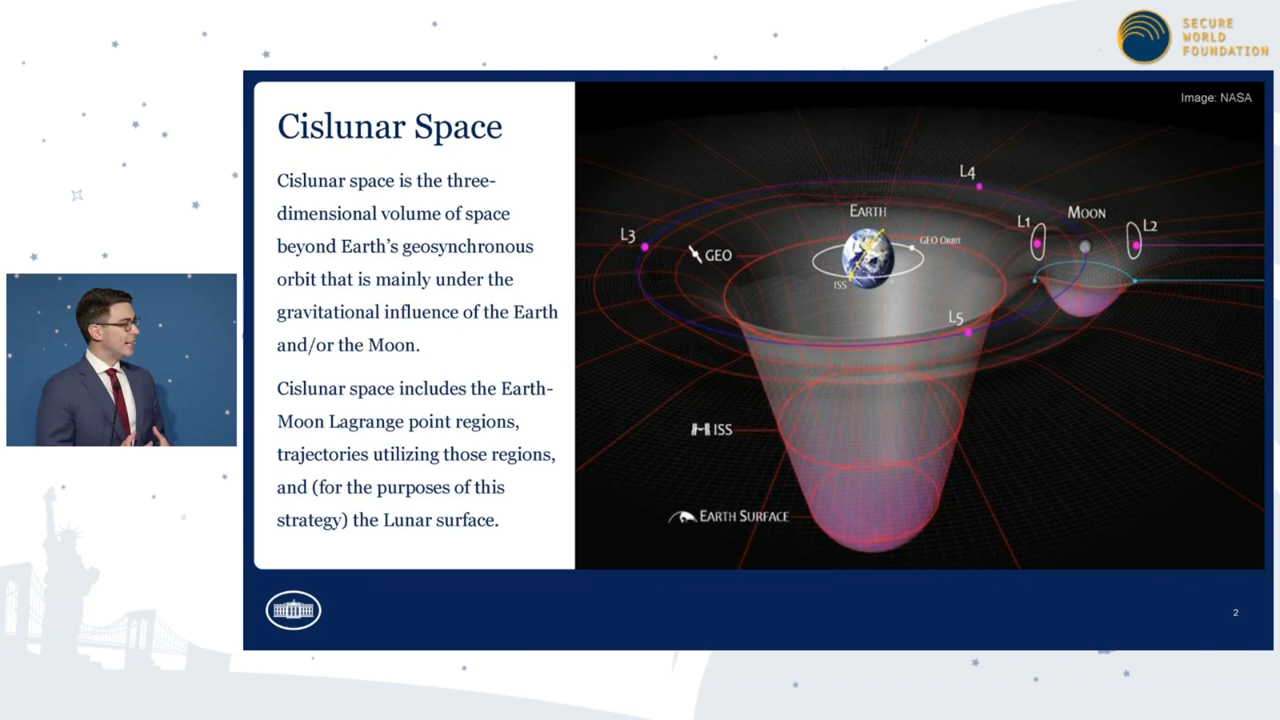 SECURE
WORLD
FOUNDATION
Cislunar Space
Cislunar space is the three-
dimensional volume of space
beyond Earth’s geosynchronous
orbit that is mainly under the
gravitational influence of the Earth
and/or the Moon.
Cislunar space includes the Earth-
Moon Lagrange point regions,
trajectories utilizing those regions,
and (for the purposes of this
strategy) the Lunar surface.
Image: NASA
L4
EARTH
L1
MOON
L2
L3
GEO
GEO ORBIT
ISS
L5
ISS
EARTH SURFACE
2